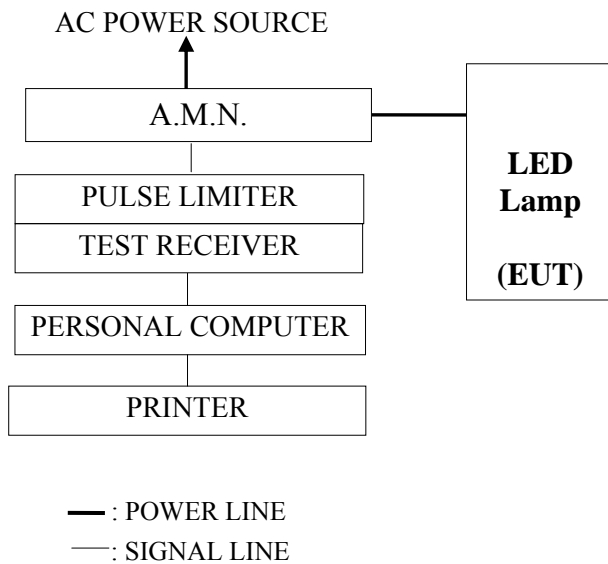 AC POWER SOURCE
A.M.N.
LED
Lamp
(EUT)
PULSE LIMITER
TEST RECEIVER
PERSONAL COMPUTER
PRINTER
: POWER LINE
: SIGNAL LINE